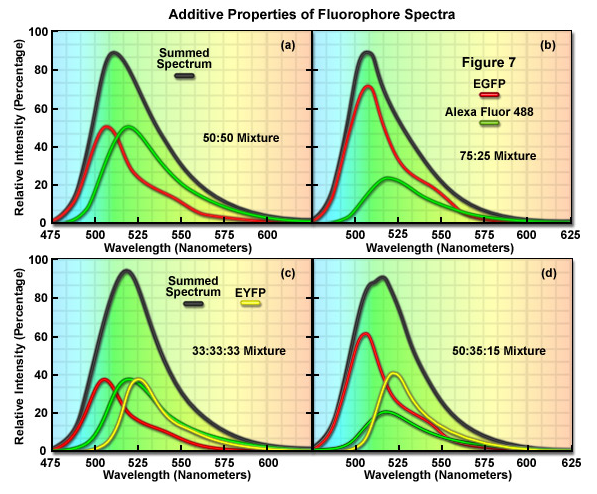 Additive Properties of Fluorophore Spectra
Relative Intensity (Percentage)
100
80
60
40
20
0
Summed
Spectrum
(a)
50:50 Mixture
475
500
525
550
575
600
Wavelength (Nanometers)
(b)
Figure 7
EGFP
Alexa Fluor 488
75:25 Mixture
500
525
550
575
600
625
Wavelength (Nanometers)
Relative Intensity (Percentage)
100
80
60
40
20
0
(c)
Summed
Spectrum
EYFP
33:33:33 Mixture
475
500
525
550
575
600
Wavelength (Nanometers)
(d)
50:35:15 Mixture
500
525
550
575
600
625
Wavelength (Nanometers)